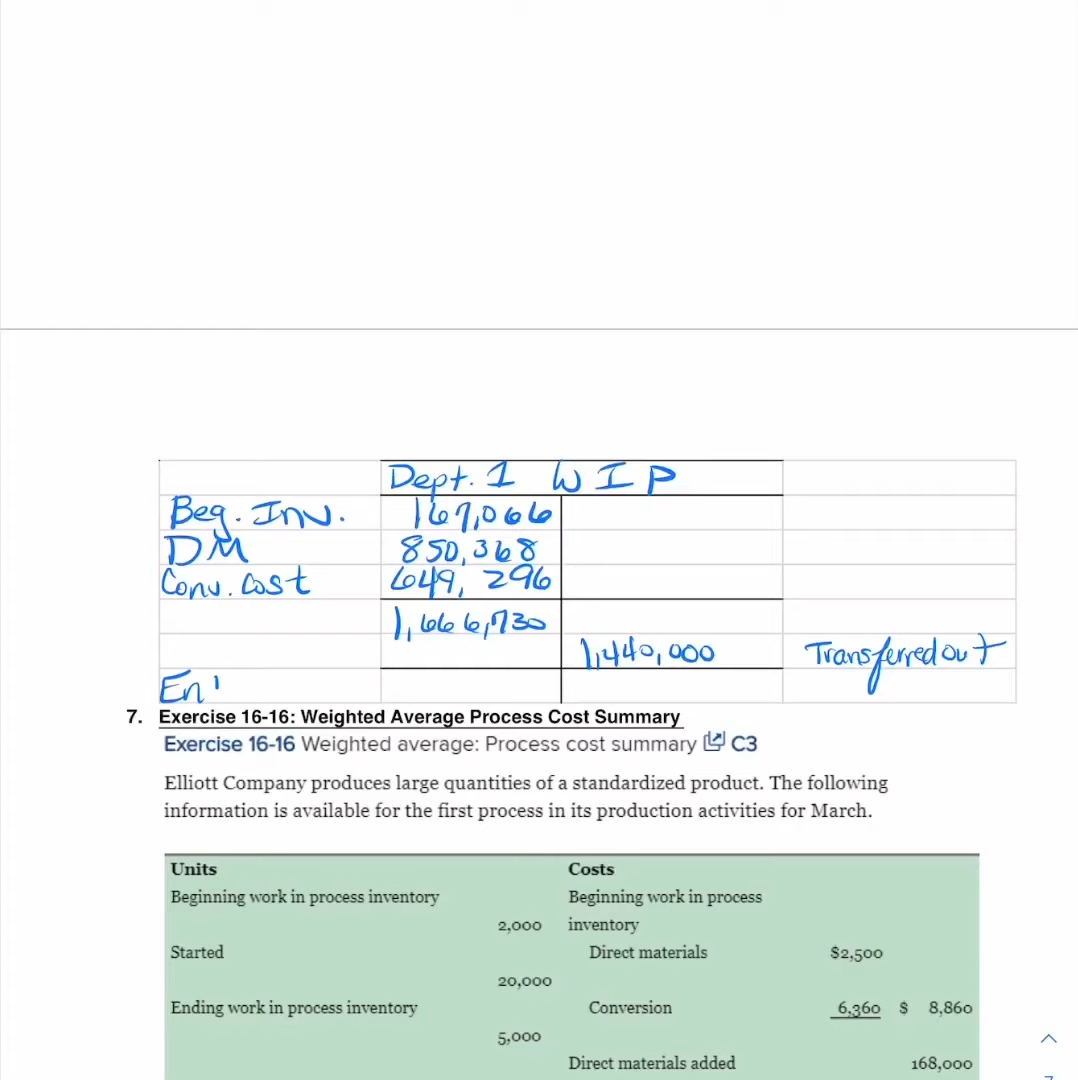 Dept. 1 WIP
Beg. Inv. 167,066
DM 850,368
Conv. Cost 649,296
1,666,730
1,440,000 Transferred out
En
7. Exercise 16-16: Weighted Average Process Cost Summary
Exercise 16-16 Weighted average: Process cost summary C3
Elliott Company produces large quantities of a standardized product. The following
information is available for the first process in its production activities for March.
Units Costs
Beginning work in process inventory Beginning work in process
2,000 inventory
Started Direct materials $2,500
20,000
Ending work in process inventory Conversion 6,360 $ 8,860
5,000
Direct materials added 168,000